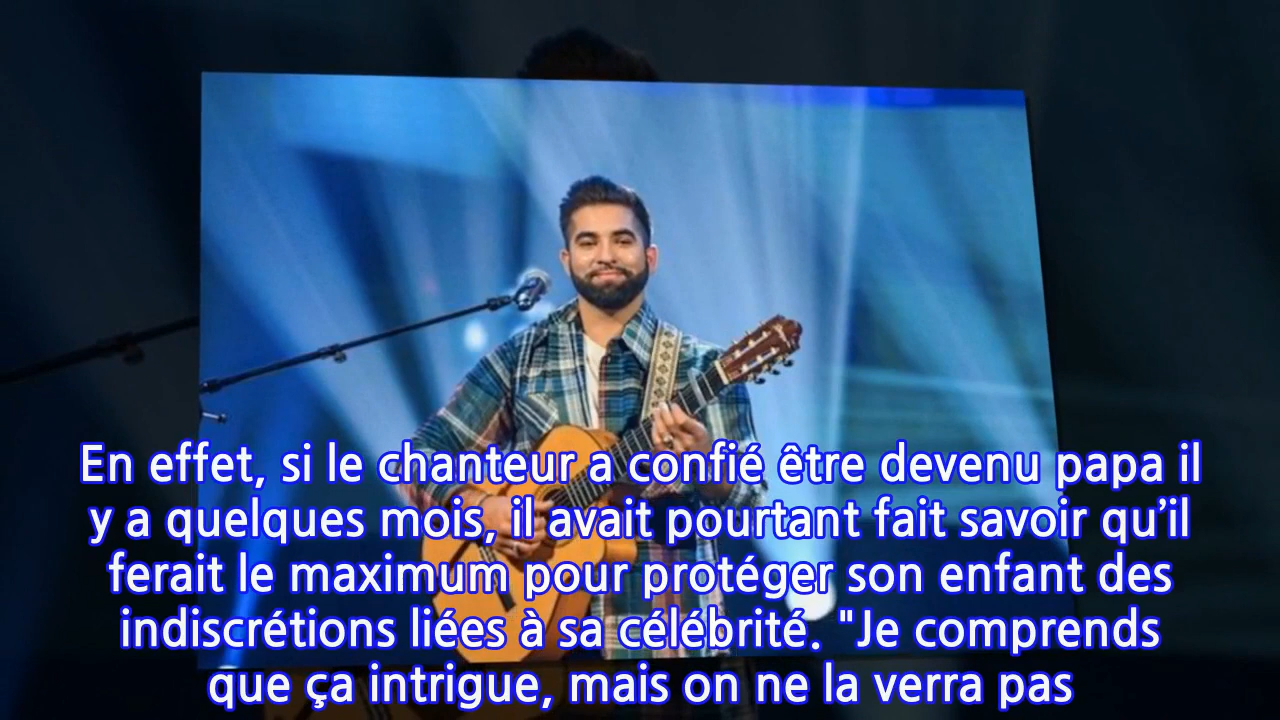 En effet, si le chanteur a confié être devenu papa il
y a quelques mois, il avait pourtant fait savoir qu’il
ferait le maximum pour protéger son enfant des
indiscrétions liées à sa célébrité. "Je comprends
que ça intrigue, mais on ne la verra pas